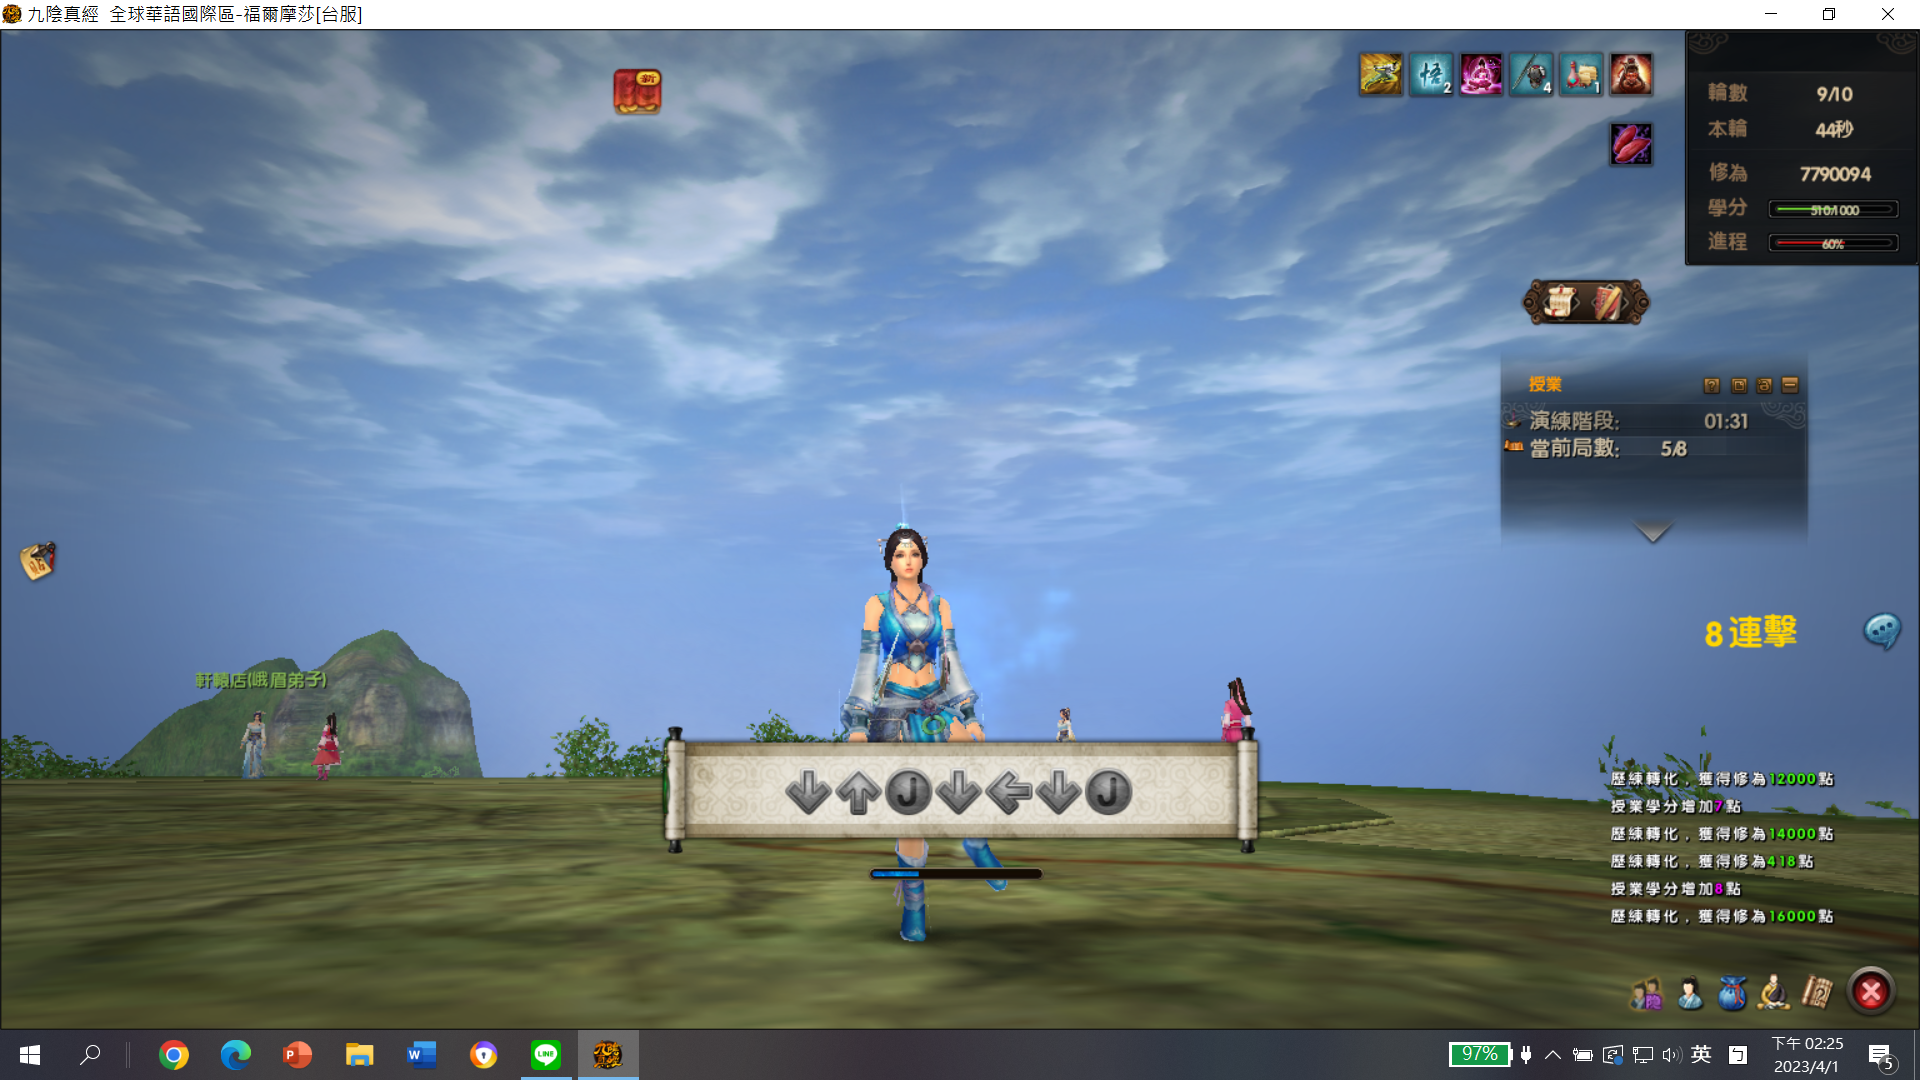 九陰真經 全球華語國際區-福爾摩莎[台服]
新
悟 2
4
1
輪數 9/10
本輪 44秒
修為 7790094
學分 510/1000
進程 60%
授業
演練階段: 01:31
當前局數: 5/8
8連擊
軒轅店(峨眉弟子)
J J
歷練轉化，獲得修為12000點
授業學分增加7點
歷練轉化，獲得修為14000點
歷練轉化，獲得修為418點
授業學分增加8點
歷練轉化，獲得修為16000點
97%
英
下午 02:25
2023/4/1
5
LINE